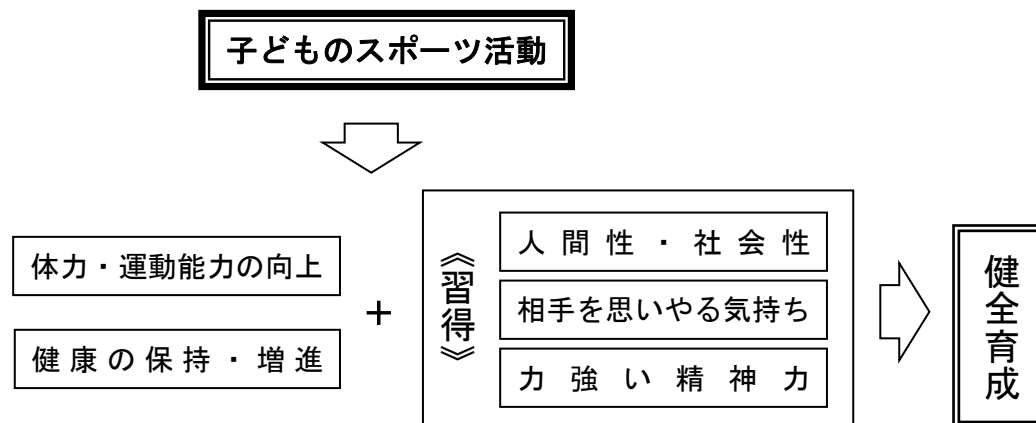 子どものスポーツ活動
体力・運動能力の向上
健康の保持・増進
+
《習得》
人間性・社会性
相手を思いやる気持ち
力強い精神力
健全育成